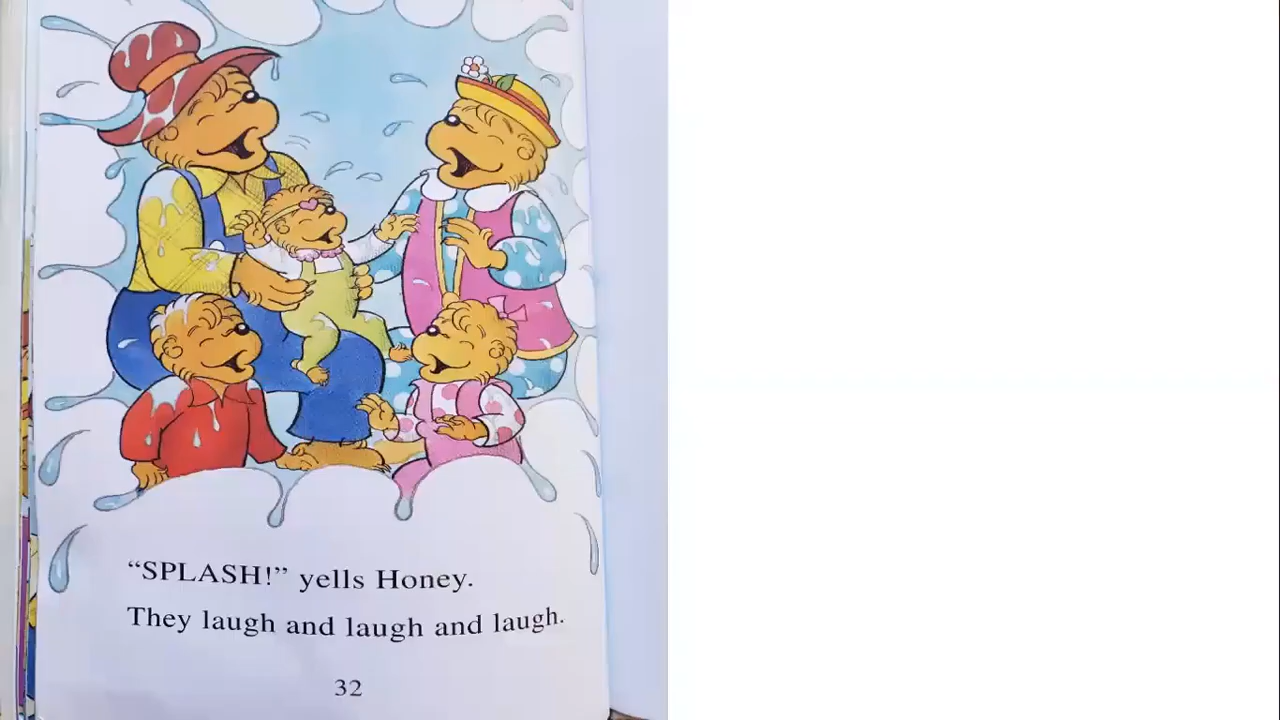 “SPLASH!” yells Honey.
They laugh and laugh and laugh.
32